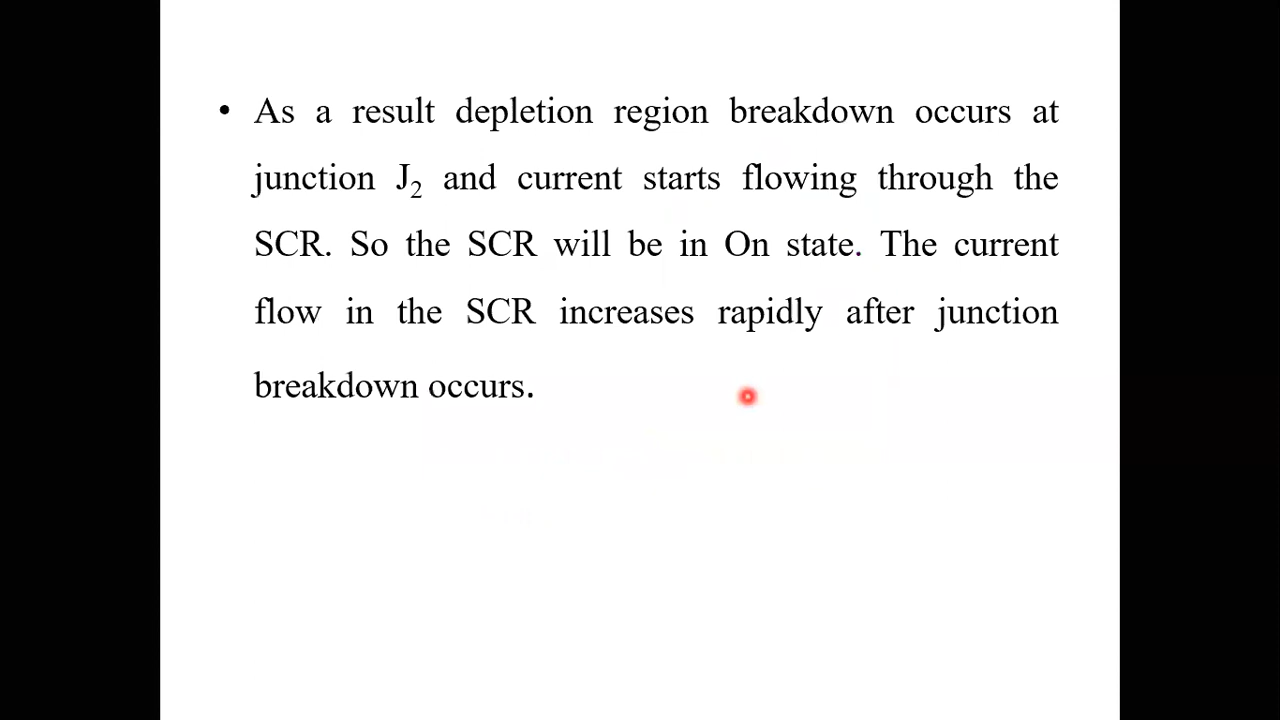 • As a result depletion region breakdown occurs at
junction J₂ and current starts flowing through the
SCR. So the SCR will be in On state. The current
flow in the SCR increases rapidly after junction
breakdown occurs.